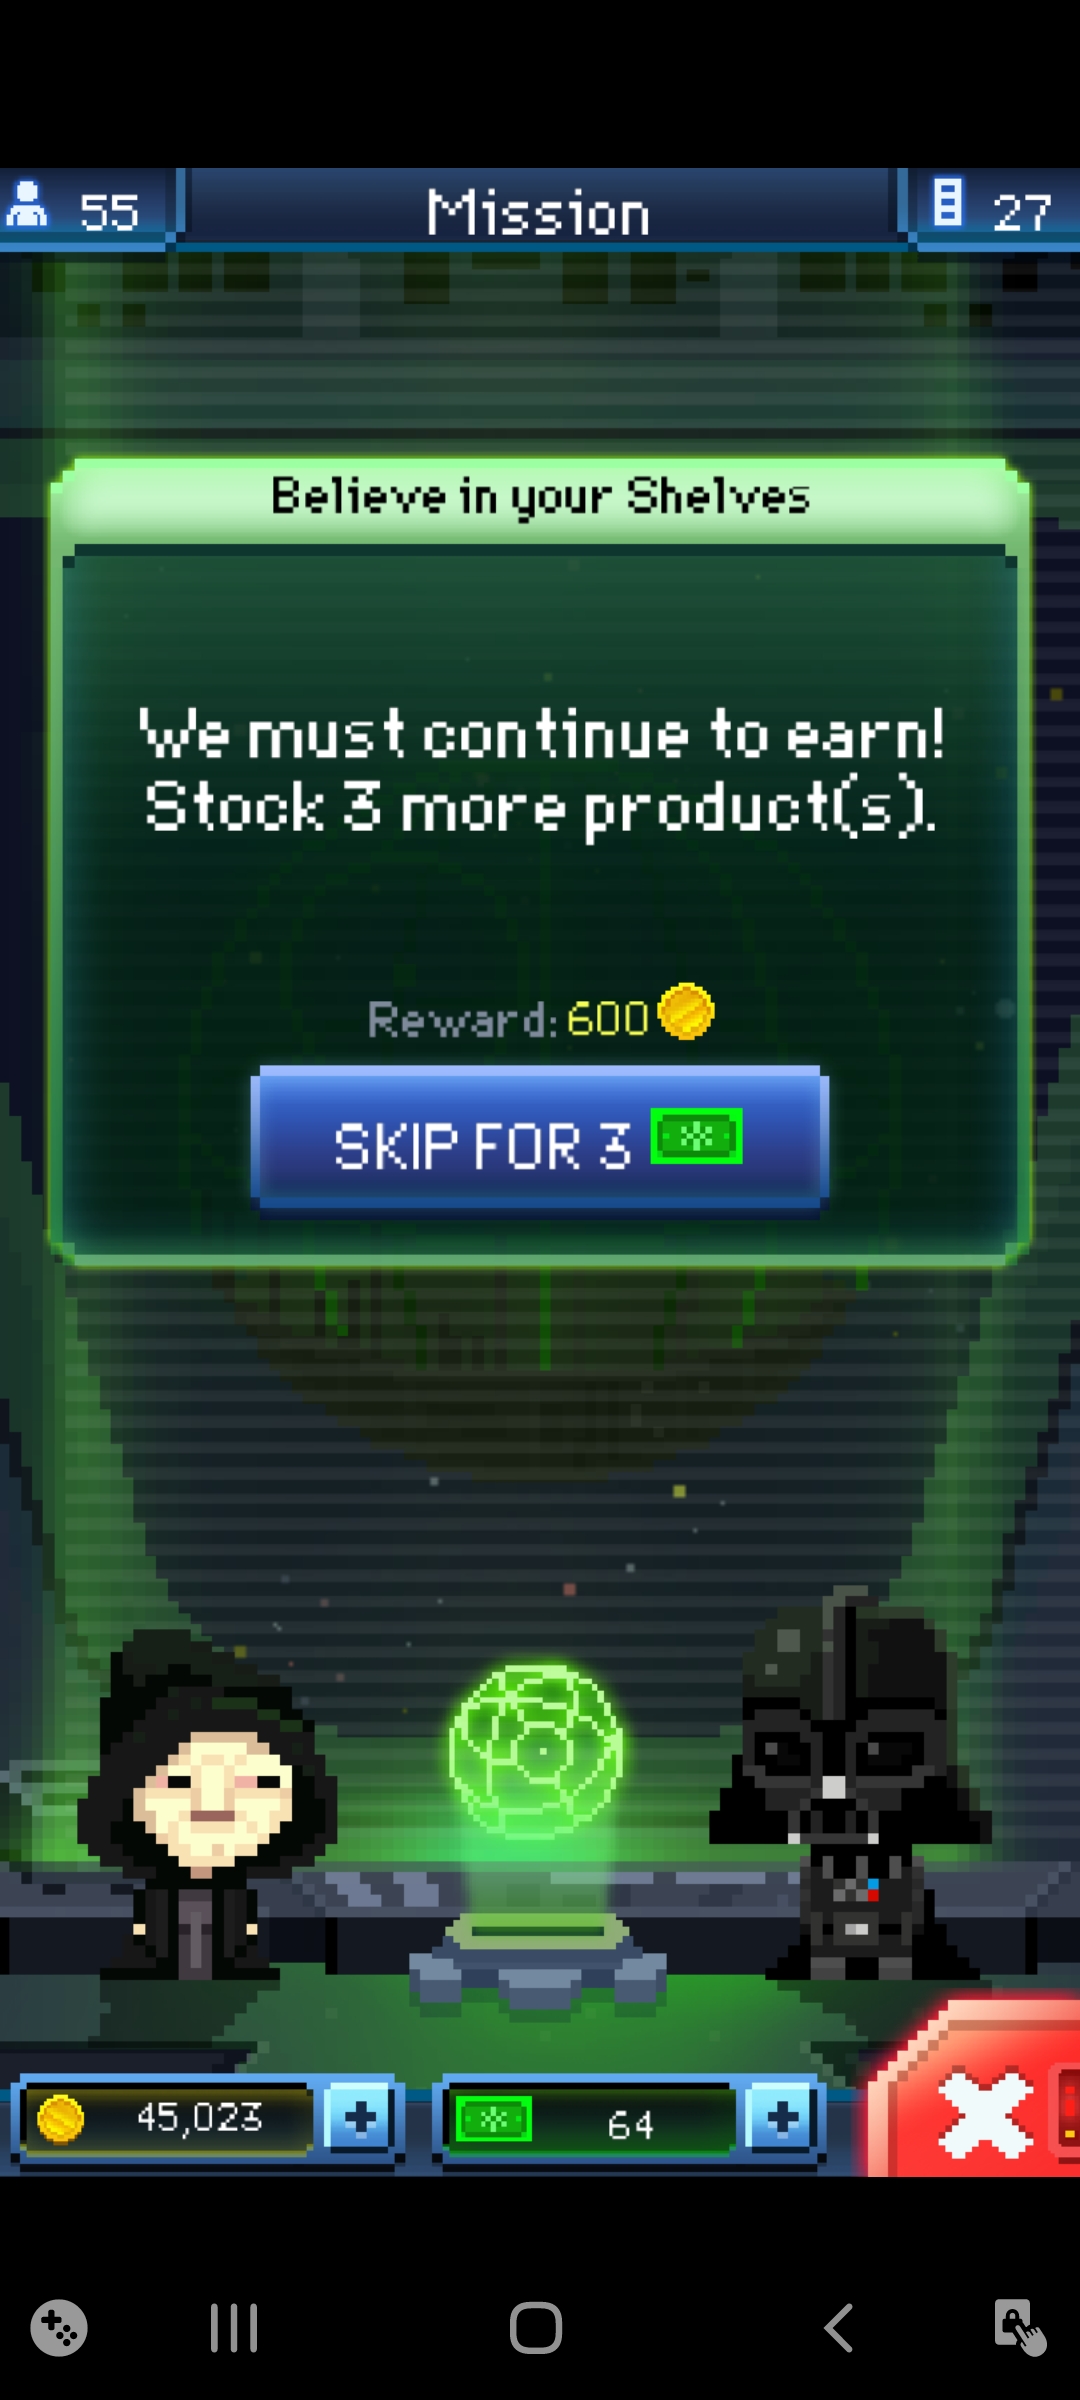 55
Mission
27
Believe in your Shelves
We must continue to earn!
Stock 3 more product(s).
Reward: 600
SKIP FOR 3
45,023
64